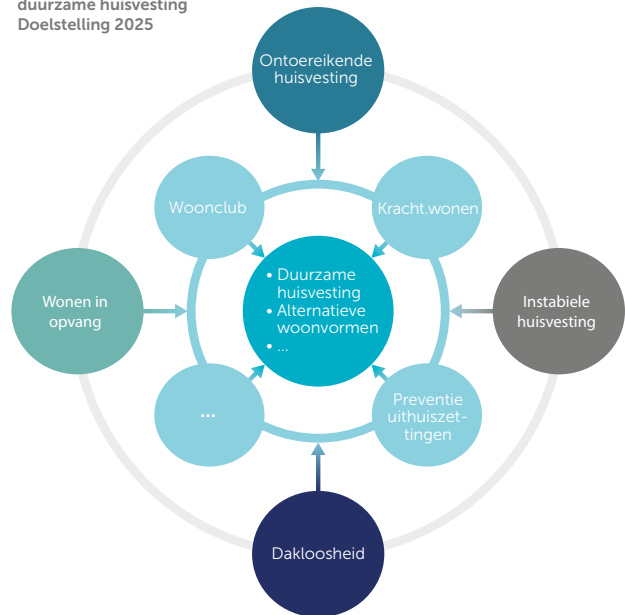 duurzame huisvesting
Doelstelling 2025
Ontoereikende
huisvesting
Woonclub
Kracht.wonen
• Duurzame
huisvesting
• Alternatieve
woonvormen
• ...
Wonen in
opvang
Instabiele
huisvesting
...
Preventie
uithuiszet-
tingen
Dakloosheid